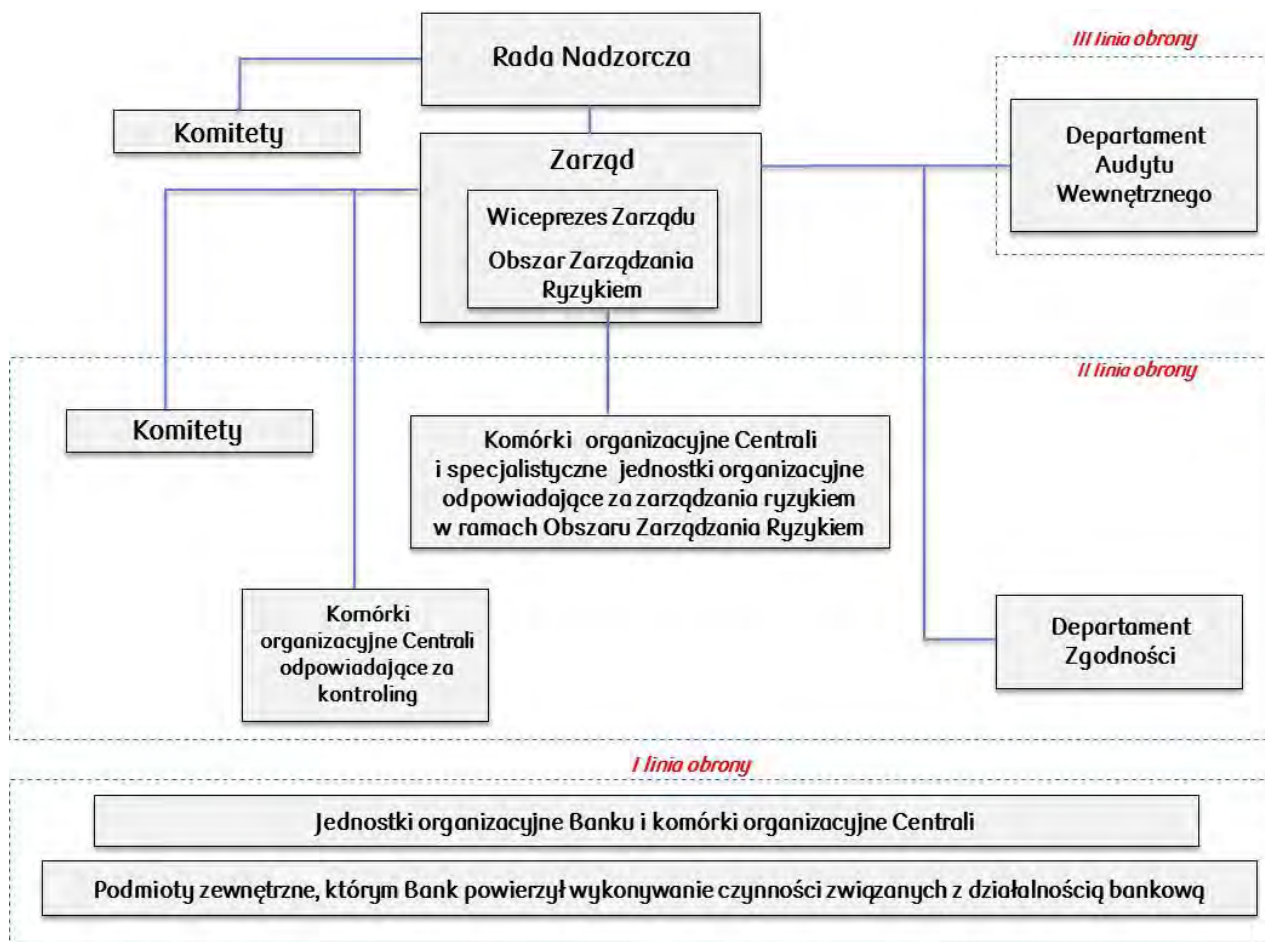 Rada Nadzorcza
III linia obrony
Komitety
Departament
Audytu
Wewnętrznego
Zarząd
Wiceprezes Zarządu
Obszar Zarządzania
Ryzykiem
II linia obrony
Komitety
Komórki organizacyjne Centrali
i specjalistyczne jednostki organizacyjne
odpowiadające za zarządzania ryzykiem
w ramach Obszaru Zarządzania Ryzykiem
Komórki
organizacyjne Centrali
odpowiadające za
kontroling
Departament
Zgodności
I linia obrony
Jednostki organizacyjne Banku i komórki organizacyjne Centrali
Podmioty zewnętrzne, którym Bank powierzył wykonywanie czynności związanych z działalnością bankową